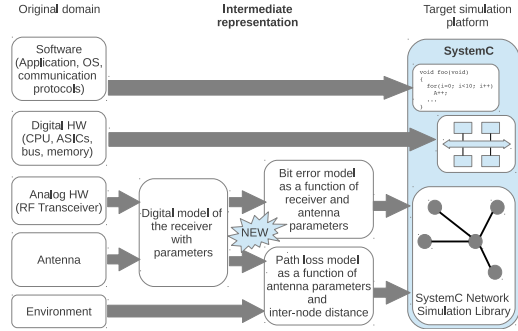 Original domain
Intermediate
representation
Target simulation
platform
Software
(Application, OS,
communication
protocols)
SystemC
void foo(void)
{
for(i=0; i<10; i++)
A++;
...
}
Digital HW
(CPU, ASICs,
bus, memory)
Analog HW
(RF Transceiver)
Digital model of
the receiver
with
parameters
Bit error model
as a function of
receiver and
antenna
parameters
NEW
Antenna
Path loss model
as a function of
antenna parameters
and
inter-node distance
SystemC Network
Simulation Library
Environment